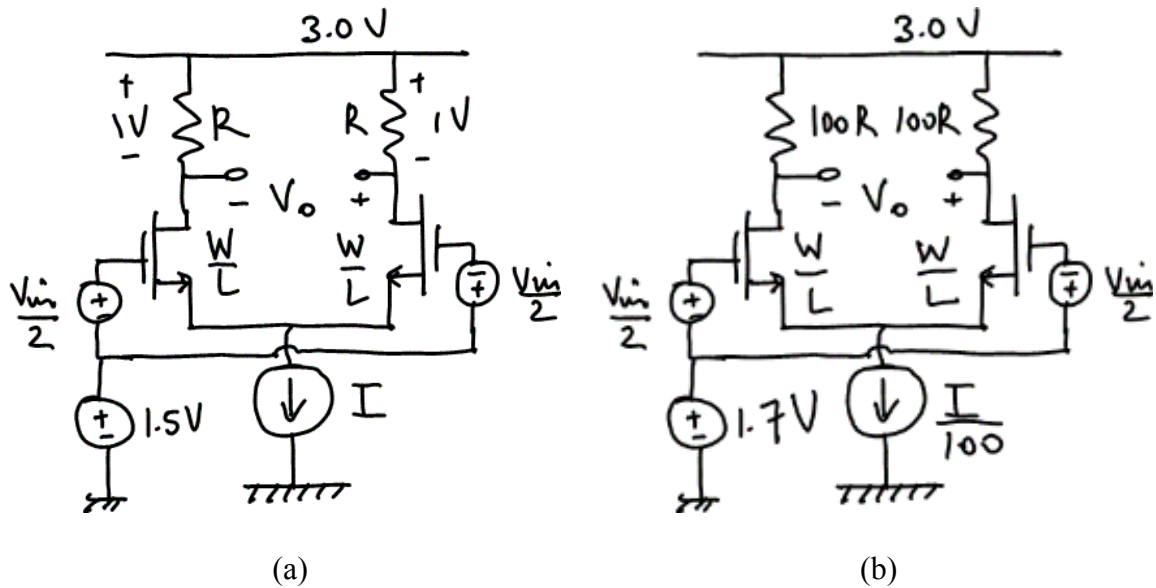 3.0 V
+
1V
-
R
R
+
1V
-
- Vo +
W/L
W/L
Vin/2
+
-
-
+
Vin/2
+
-
1.5V
I
(a)
3.0 V
100R
100R
- Vo +
W/L
W/L
Vin/2
+
-
-
+
Vin/2
+
-
1.7V
I/100
(b)